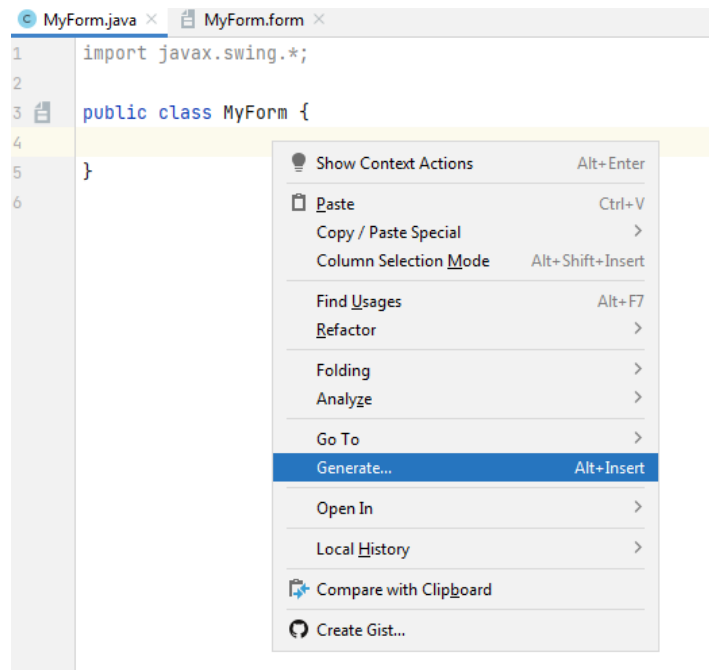 C MyForm.java MyForm.form
1 import javax.swing.*;
2
3 public class MyForm {
4
5 }
6
Show Context Actions Alt+Enter
Paste Ctrl+V
Copy / Paste Special
Column Selection Mode Alt+Shift+Insert
Find Usages Alt+F7
Refactor
Folding
Analyze
Go To
Generate... Alt+Insert
Open In
Local History
Compare with Clipboard
Create Gist...